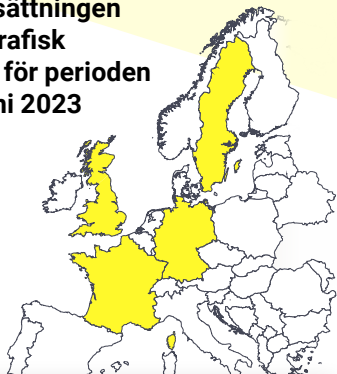 sättningen
rafisk
för perioden
ni 2023